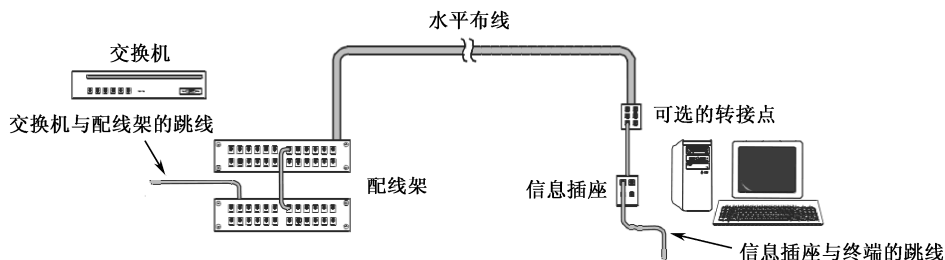 水平布线
交换机
交换机与配线架的跳线
可选的转接点
配线架
信息插座
信息插座与终端的跳线